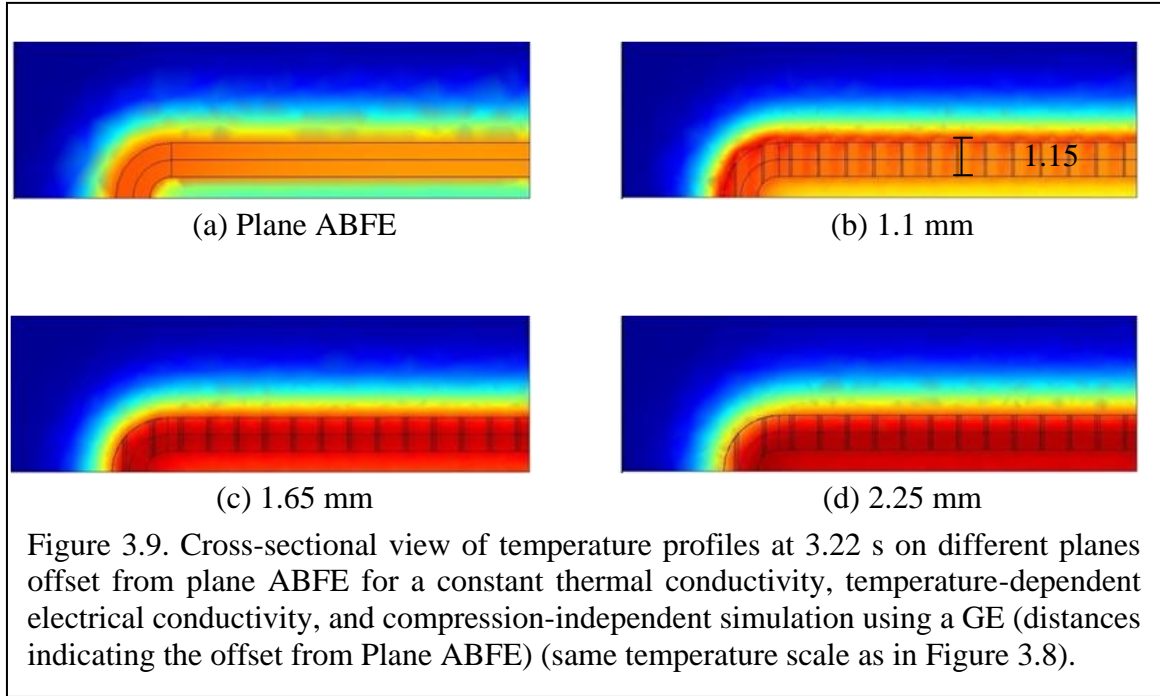 1.15
(a) Plane ABFE
(b) 1.1 mm
(c) 1.65 mm
(d) 2.25 mm
Figure 3.9. Cross-sectional view of temperature profiles at 3.22 s on different planes
offset from plane ABFE for a constant thermal conductivity, temperature-dependent
electrical conductivity, and compression-independent simulation using a GE (distances
indicating the offset from Plane ABFE) (same temperature scale as in Figure 3.8).